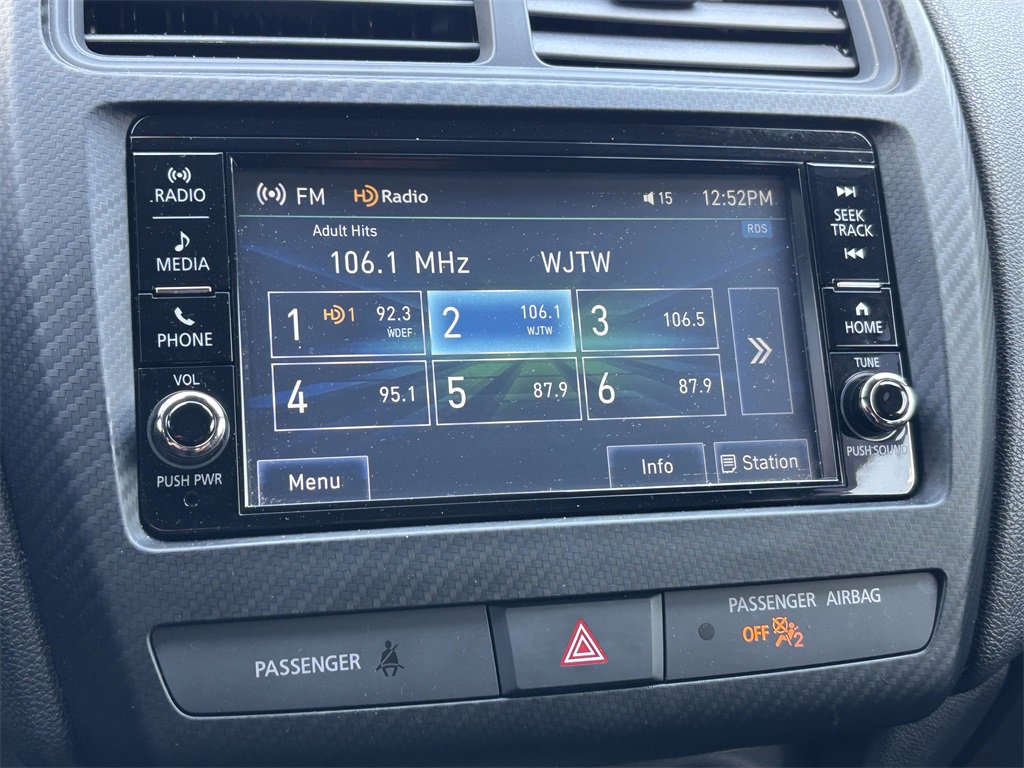 RADIO
MEDIA
PHONE
VOL
PUSH PWR
FM HD Radio 15 12:52PM
RDS
Adult Hits
106.1 MHz WJTW
1 HD1 92.3 WDEF
2 106.1 WJTW
3 106.5
4 95.1
5 87.9
6 87.9
Menu Info Station
SEEK
TRACK
HOME
TUNE
PUSH SOUND
PASSENGER
PASSENGER AIRBAG
OFF 2